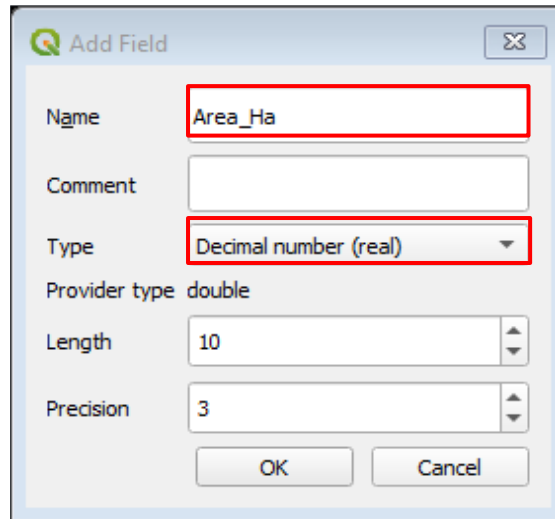 Add Field
Name Area_Ha
Comment
Type Decimal number (real)
Provider type double
Length 10
Precision 3
OK Cancel